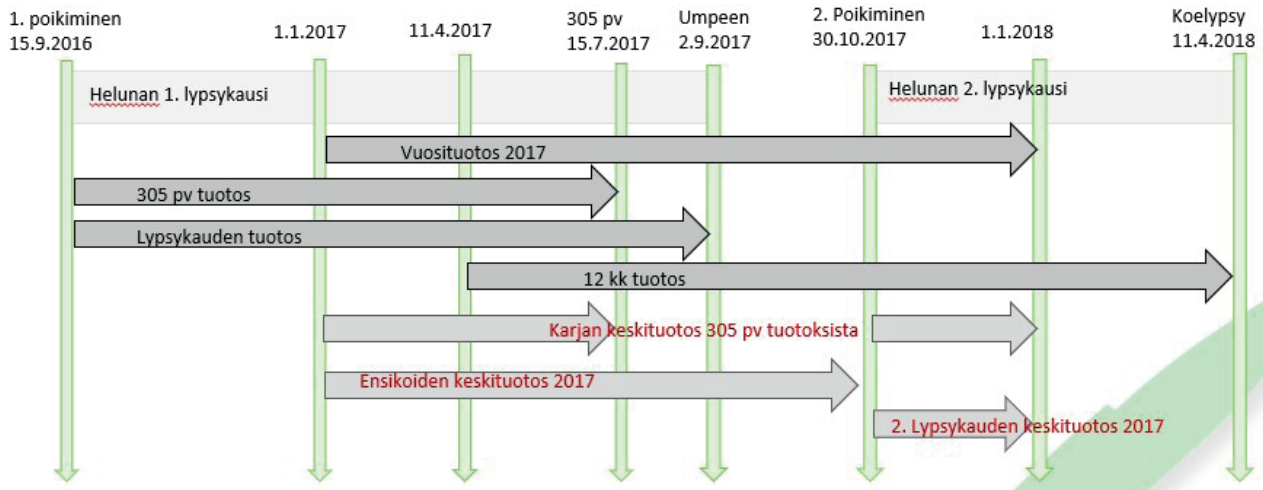 1. poikiminen
15.9.2016
1.1.2017
11.4.2017
305 pv
15.7.2017
Umpeen
2.9.2017
2. Poikiminen
30.10.2017
1.1.2018
Koelypsy
11.4.2018
Helunan 1. lypsykausi
Helunan 2. lypsykausi
Vuosituotos 2017
305 pv tuotos
Lypsykauden tuotos
12 kk tuotos
Karjan keskituotos 305 pv tuotoksista
Ensikoiden keskituotos 2017
2. Lypsykauden keskituotos 2017